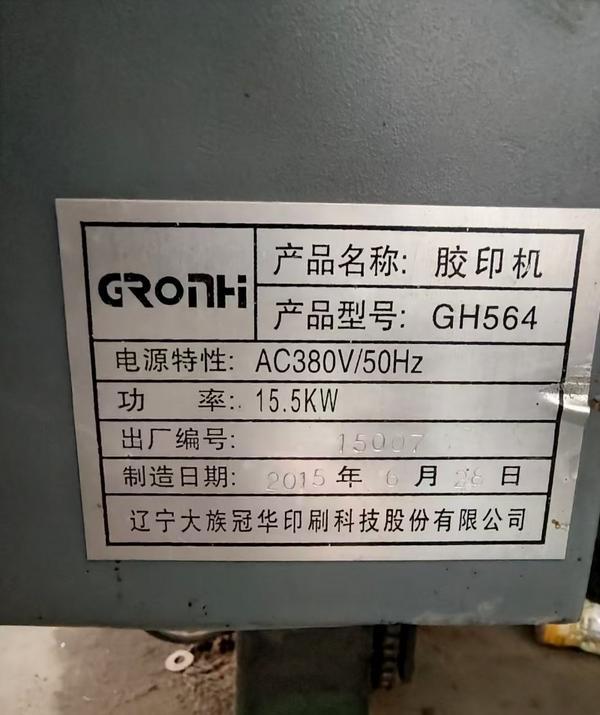 GRONHI
产品名称: 胶印机
产品型号: GH564
电源特性: AC380V/50Hz
功 率: 15.5KW
出厂编号: 15007
制造日期: 2015 年 6 月 28 日
辽宁大族冠华印刷科技股份有限公司